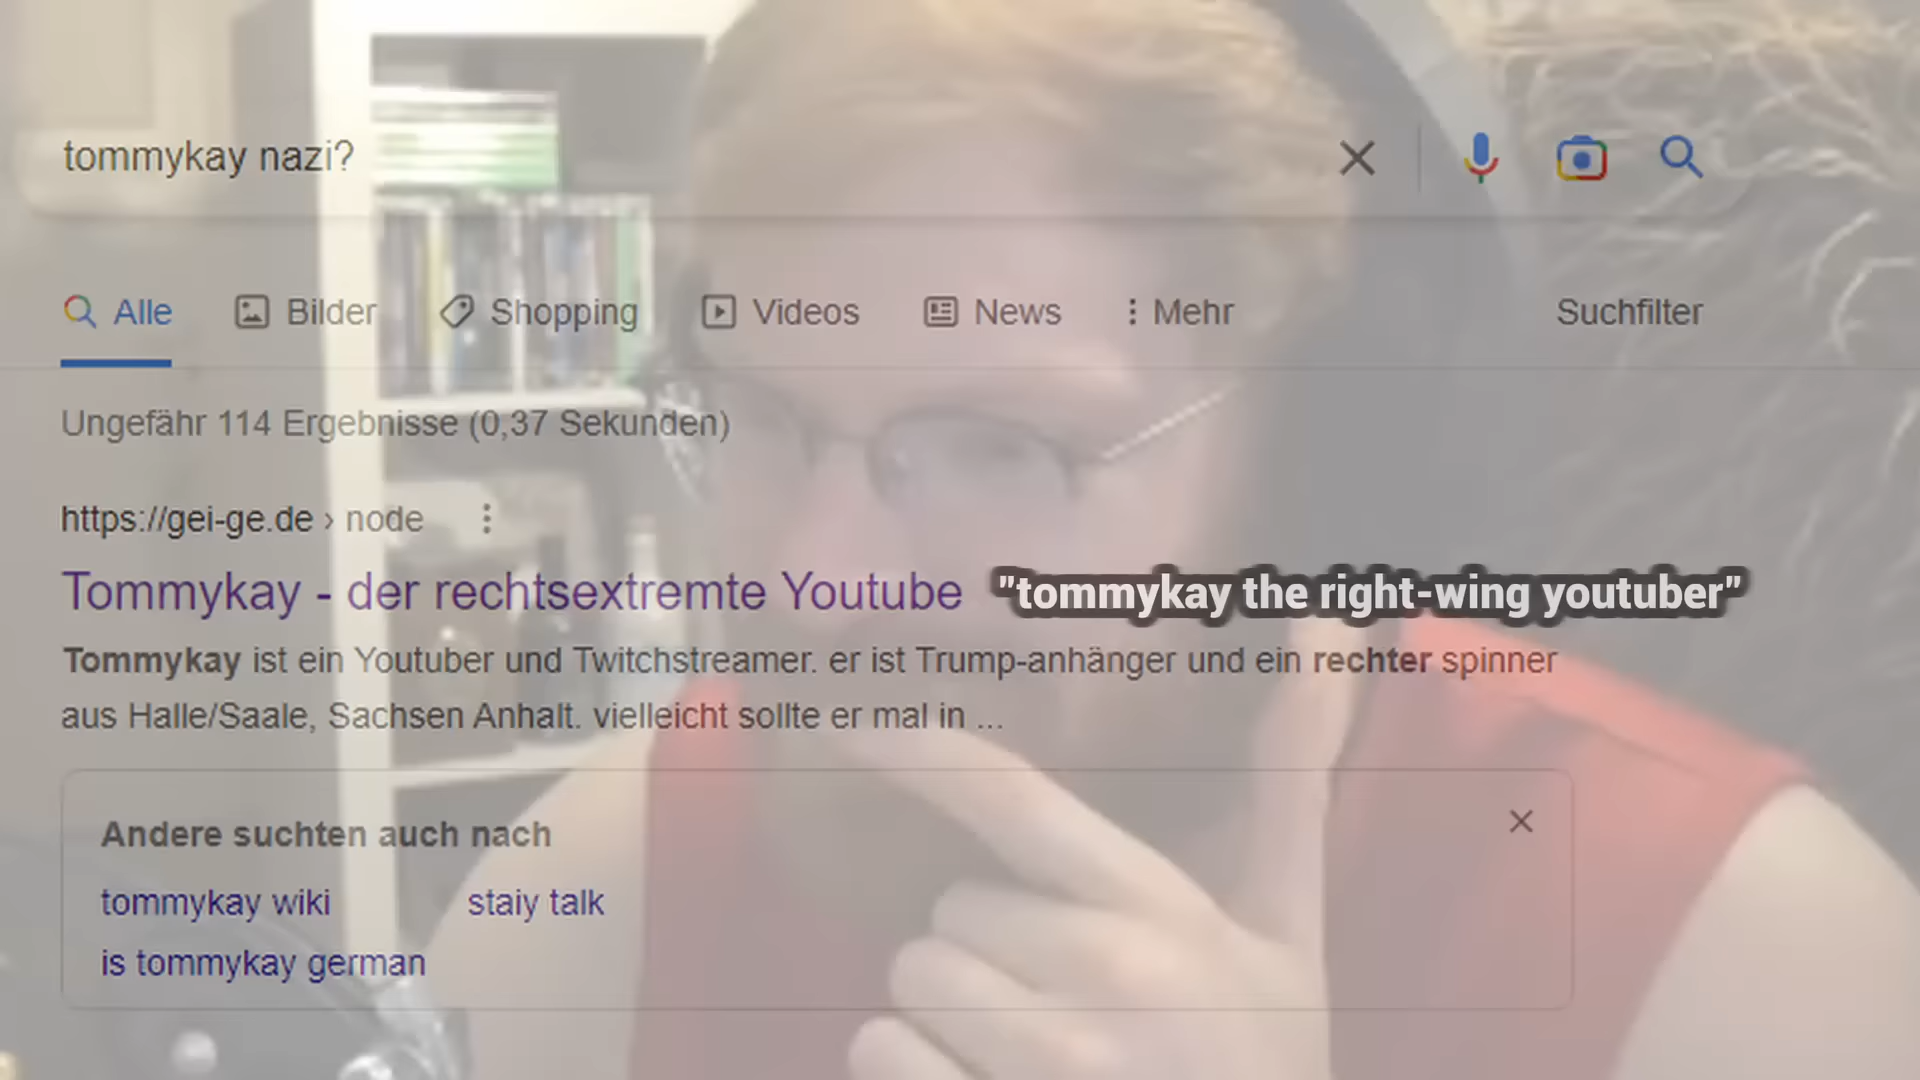 tommykay nazi?
Alle Bilder Shopping Videos News Mehr Suchfilter
Ungefähr 114 Ergebnisse (0,37 Sekunden)
https://gei-ge.de › node
Tommykay - der rechtsextremte Youtube
"tommykay the right-wing youtuber"
Tommykay ist ein Youtuber und Twitchstreamer. er ist Trump-anhänger und ein rechter spinner
aus Halle/Saale, Sachsen Anhalt. vielleicht sollte er mal in ...
Andere suchten auch nach
tommykay wiki staiy talk
is tommykay german